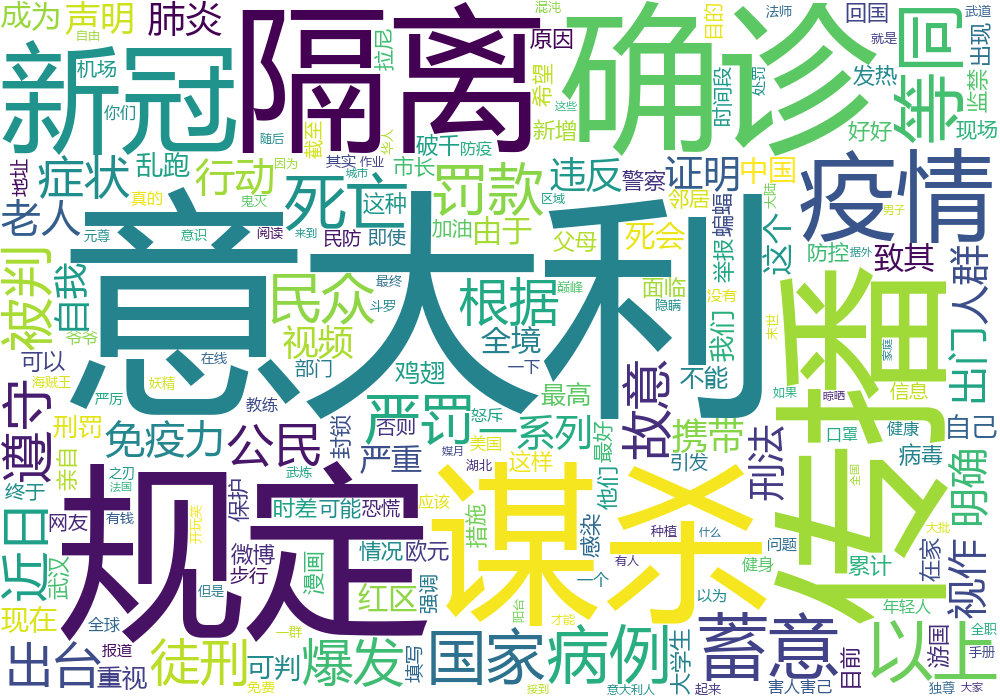 成为
声明
肺炎
自由
机场
你们
新冠
隔离
拉尼
混沌
原因
希望
这些
确诊
目的
时间段
处罚
法师
回国
就是
发热
好好
等同
武道
出现
监禁
现场
随后
截至
华人
破千
防疫
新增
地址
症状
乱跑
行动
因为
其实
作业
城市
市长
违反
警察
证明
中国
疫情
老人
真的
鬼灭
死亡
这种
罚款
区域
邻居
蝙蝠
大陆
男子
元尊
意识
阅读
来到
民防
即使
加油
由于
父母
死会
举报
这个
防控
据外
致其
人群
被判
自我
意大利
民众
最终
斗罗
根据
巅峰
面临
隐瞒
没有
我们
末世
传播
爷爷
视频
全境
家庭
出门
可以
在线
部门
鸡翅
一下
不能
海贼王
妖精
严厉
教练
最高
故意
如果
晾晒
信息
遵守
刑罚
免疫力
公民
封锁
严罚
否则
怒斥
一系列
最好
携带
刑法
口罩
健康
自己
亲自
之刃
法国
武炼
严重
媒月
美国
湖北
这样
他们
引发
病毒
明确
终于
有钱
开玩笑
保护
时差
可能
恐慌
应该
措施
近日
网友
规定
谋杀
感染
种植
什么
全国
大批
武汉
微博
步行
漫画
情况
欧元
强调
有人
问题
在家
视作
但是
一个
健身
累计
现在
全球
红区
以为
阳台
才能
年轻人
一群
国家
病例
大学生
蓄意
以上
游国
全职
手册
出台
报道
重视
徒刑
可判
免费
爆发
填写
接到
意大利人
起来
害人害己
目前
独尊
大家